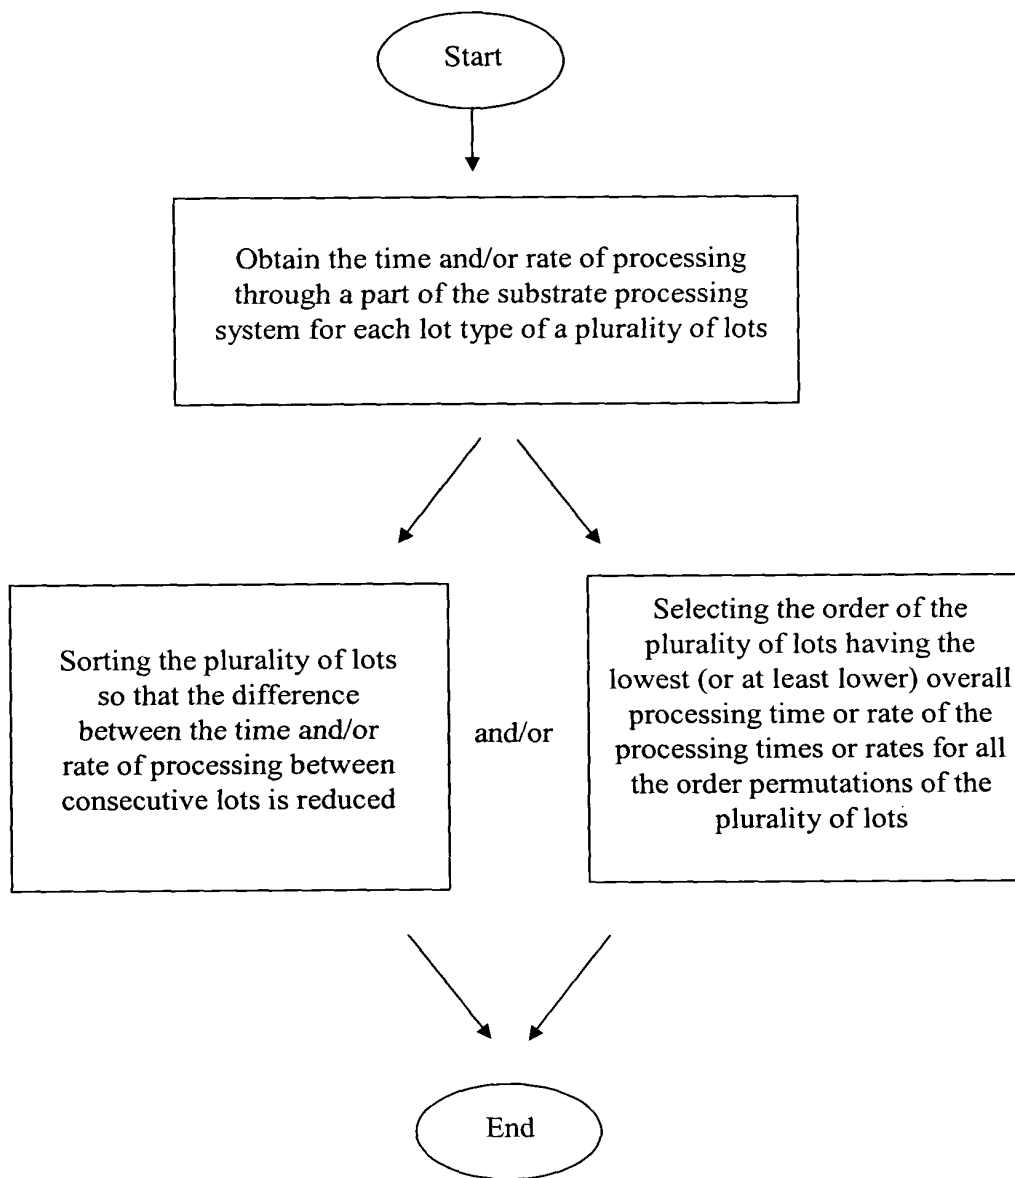 Start
Obtain the time and/or rate of processing
through a part of the substrate processing
system for each lot type of a plurality of lots
Sorting the plurality of lots
so that the difference
between the time and/or
rate of processing between
consecutive lots is reduced
and/or
Selecting the order of the
plurality of lots having the
lowest (or at least lower) overall
processing time or rate of the
processing times or rates for all
the order permutations of the
plurality of lots
End